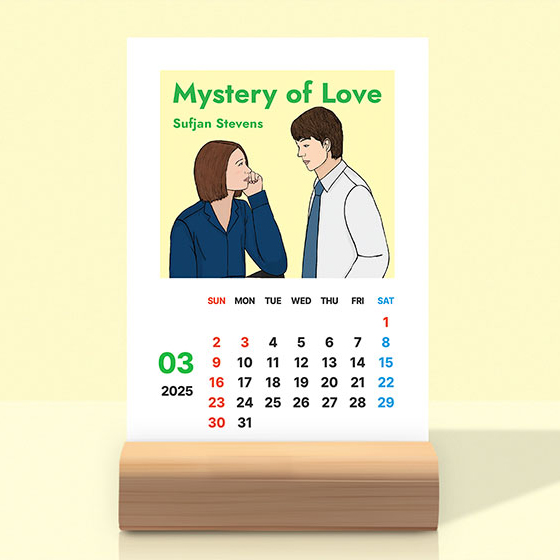 Mystery of Love
Sufjan Stevens
SUN MON TUE WED THU FRI SAT
1
2 3 4 5 6 7 8
03 9 10 11 12 13 14 15
2025 16 17 18 19 20 21 22
23 24 25 26 27 28 29
30 31